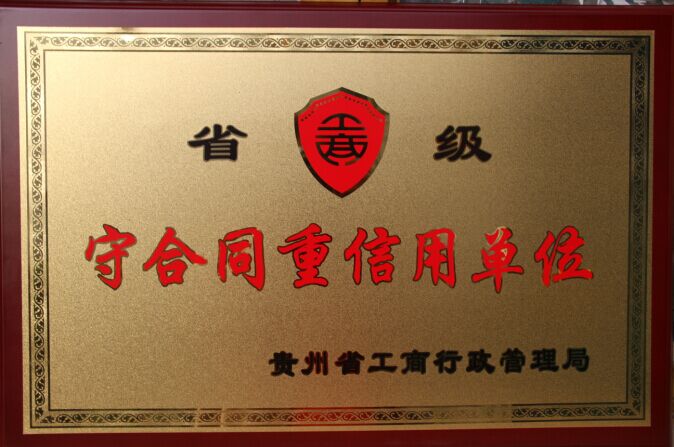 省 级
守合同重信用单位
贵州省工商行政管理局